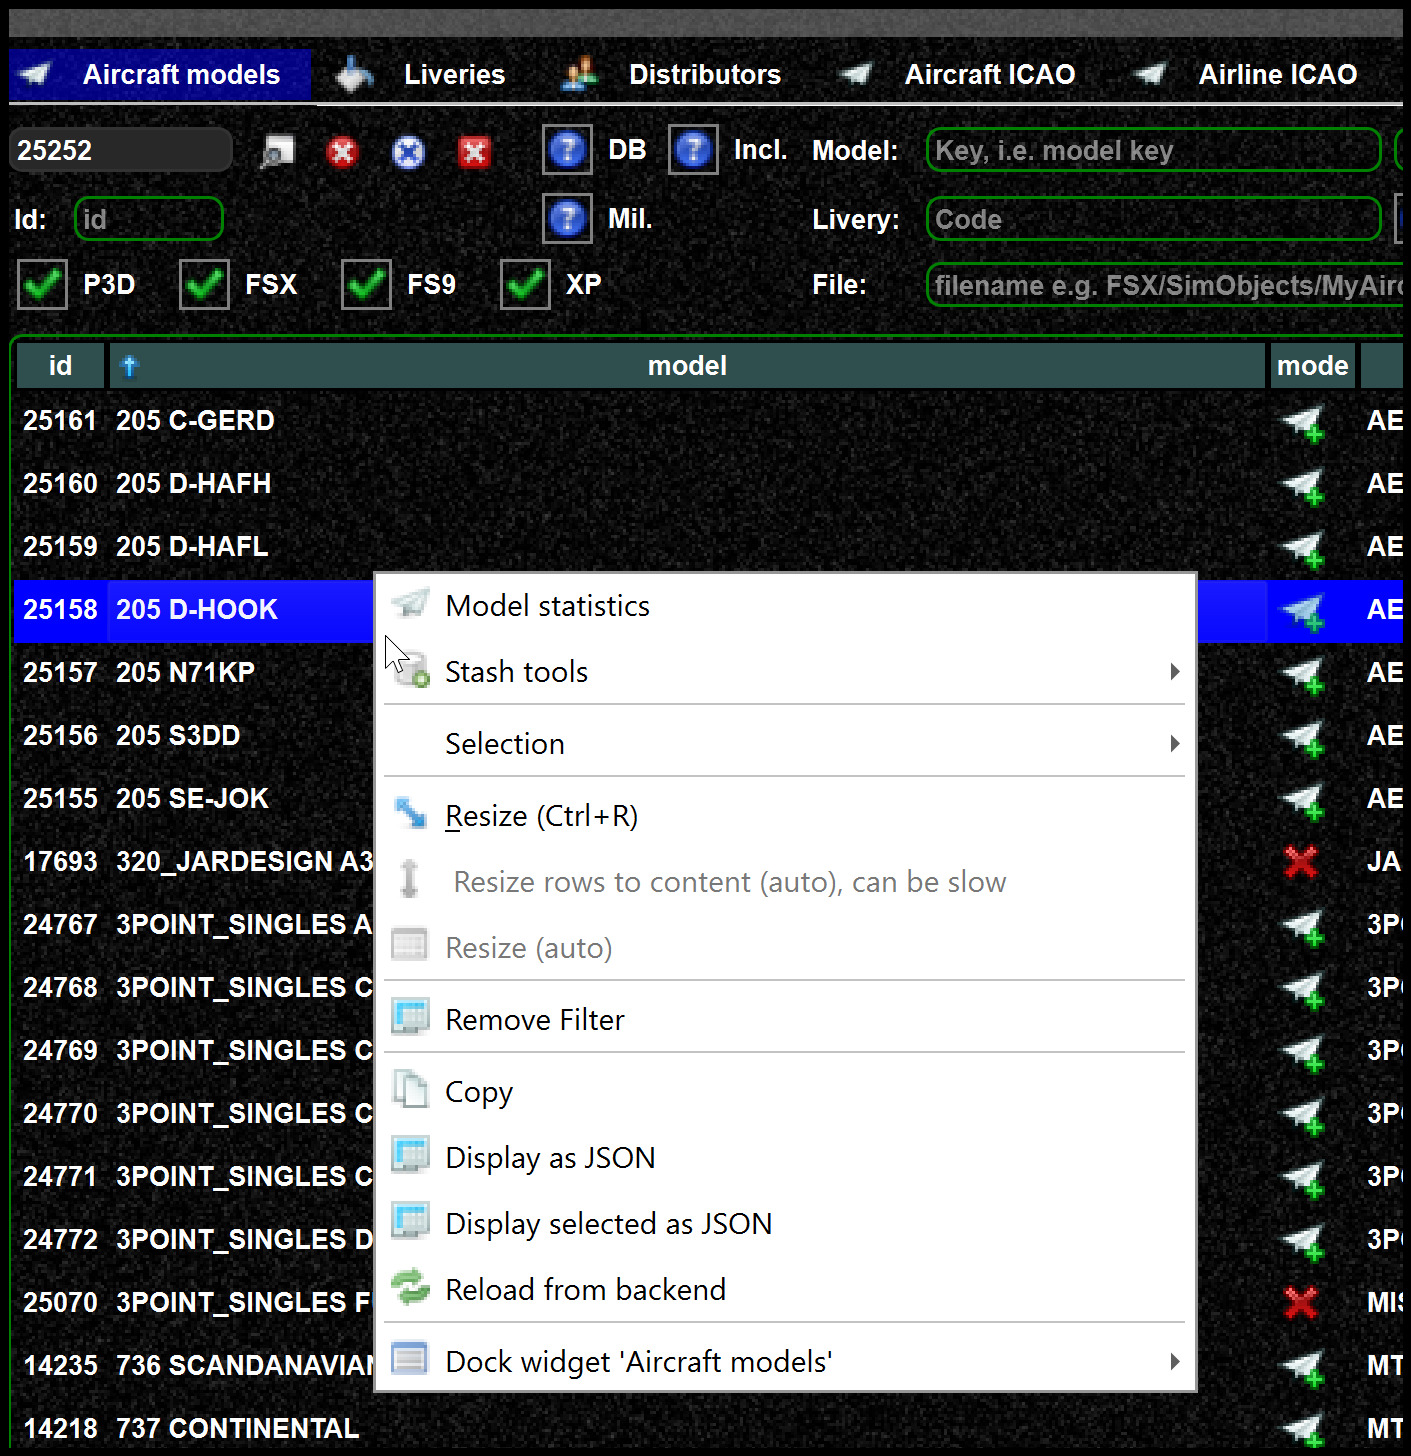 Aircraft models Liveries Distributors Aircraft ICAO Airline ICAO
25252 DB Incl. Model: Key, i.e. model key
Id: id Mil. Livery: Code
P3D FSX FS9 XP File: filename e.g. FSX/SimObjects/MyAirc
id model mode
25161 205 C-GERD AE
25160 205 D-HAFH AE
25159 205 D-HAFL AE
25158 205 D-HOOK AE
25157 205 N71KP AE
25156 205 S3DD AE
25155 205 SE-JOK AE
17693 320_JARDESIGN A3 JA
24767 3POINT_SINGLES A 3P
24768 3POINT_SINGLES C 3P
24769 3POINT_SINGLES C 3P
24770 3POINT_SINGLES C 3P
24771 3POINT_SINGLES C 3P
24772 3POINT_SINGLES D 3P
25070 3POINT_SINGLES F MIS
14235 736 SCANDANAVIAN MT
14218 737 CONTINENTAL MT
Model statistics
Stash tools
Selection
Resize (Ctrl+R)
Resize rows to content (auto), can be slow
Resize (auto)
Remove Filter
Copy
Display as JSON
Display selected as JSON
Reload from backend
Dock widget 'Aircraft models'